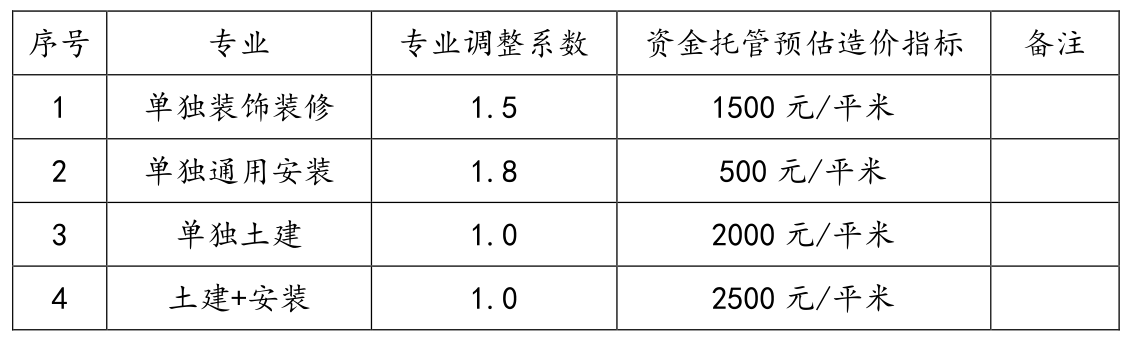 序号 专业 专业调整系数 资金托管预估造价指标 备注
1 单独装饰装修 1.5 1500 元/平米
2 单独通用安装 1.8 500 元/平米
3 单独土建 1.0 2000 元/平米
4 土建+安装 1.0 2500 元/平米